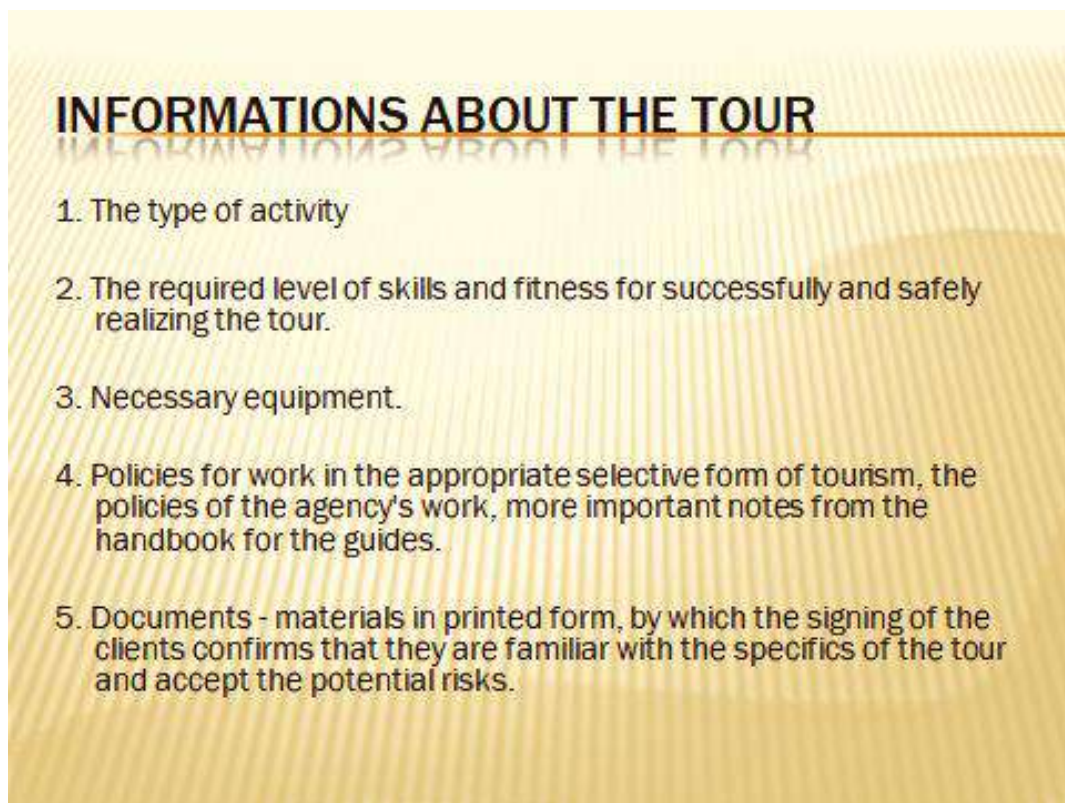 INFORMATIONS ABOUT THE TOUR
1. The type of activity
2. The required level of skills and fitness for successfully and safely
realizing the tour.
3. Necessary equipment.
4. Policies for work in the appropriate selective form of tourism, the
policies of the agency's work, more important notes from the
handbook for the guides.
5. Documents - materials in printed form, by which the signing of the
clients confirms that they are familiar with the specifics of the tour
and accept the potential risks.